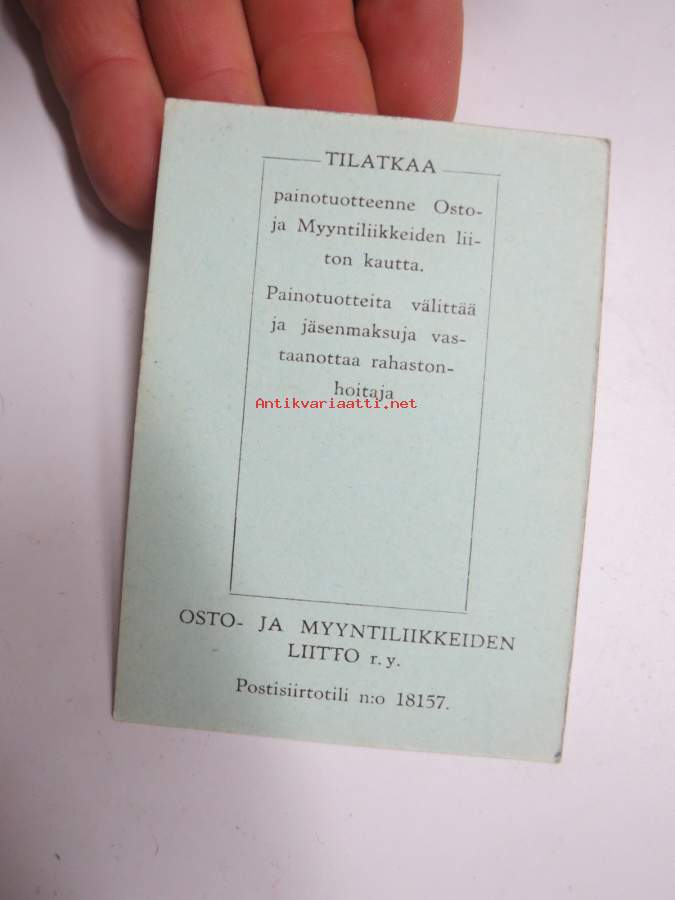 TILATKAA
painotuotteenne Osto-
ja Myyntiliikkeiden lii-
ton kautta.
Painotuotteita välittää
ja jäsenmaksuja vas-
taanottaa rahaston-
hoitaja
Antikvariaatti.net
OSTO- JA MYYNTILIIKKEIDEN
LIITTO r. y.
Postisiirtotili n:o 18157.